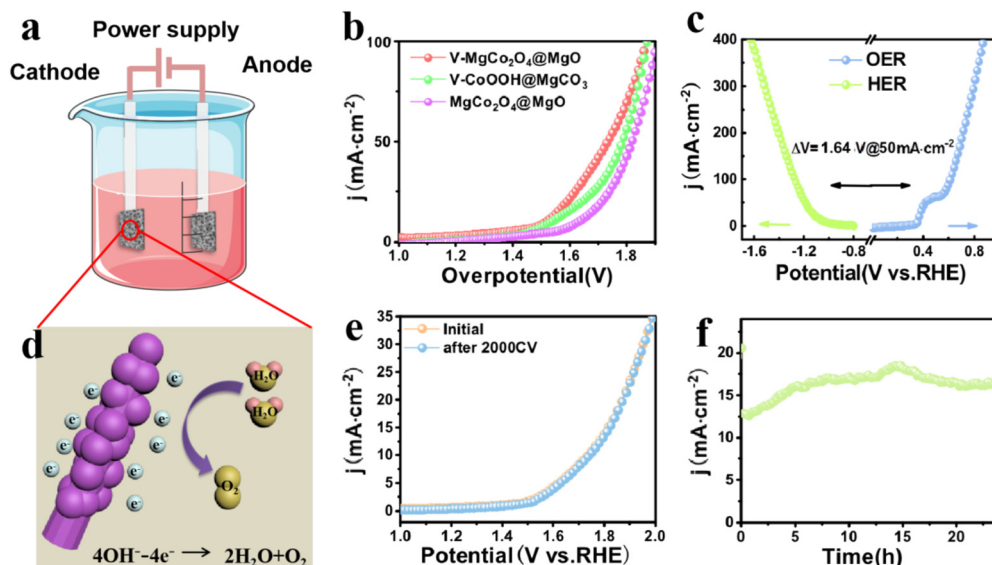 a
Power supply
Cathode
Anode
b
100
50
0
j (mA·cm⁻²)
V-MgCo₂O₄@MgO
V-CoOOH@MgCO₃
MgCo₂O₄@MgO
1.0 1.2 1.4 1.6 1.8
Overpotential(V)
c
400
300
200
100
0
j (mA·cm⁻²)
OER
HER
ΔV=1.64 V@50mA·cm⁻²
-1.6 -1.2 -0.8 0.4 0.8
Potential(V vs.RHE)
d
e⁻
e⁻
e⁻
e⁻
e⁻
e⁻
e⁻
e⁻
e⁻
H₂O
H₂O
O₂
4OH⁻-4e⁻ → 2H₂O+O₂
e
35
30
25
20
15
10
5
0
j (mA·cm⁻²)
Initial
after 2000CV
1.0 1.2 1.4 1.6 1.8 2.0
Potential (V vs.RHE)
f
25
20
15
10
5
0
j (mA·cm⁻²)
0 5 10 15 20
Time(h)